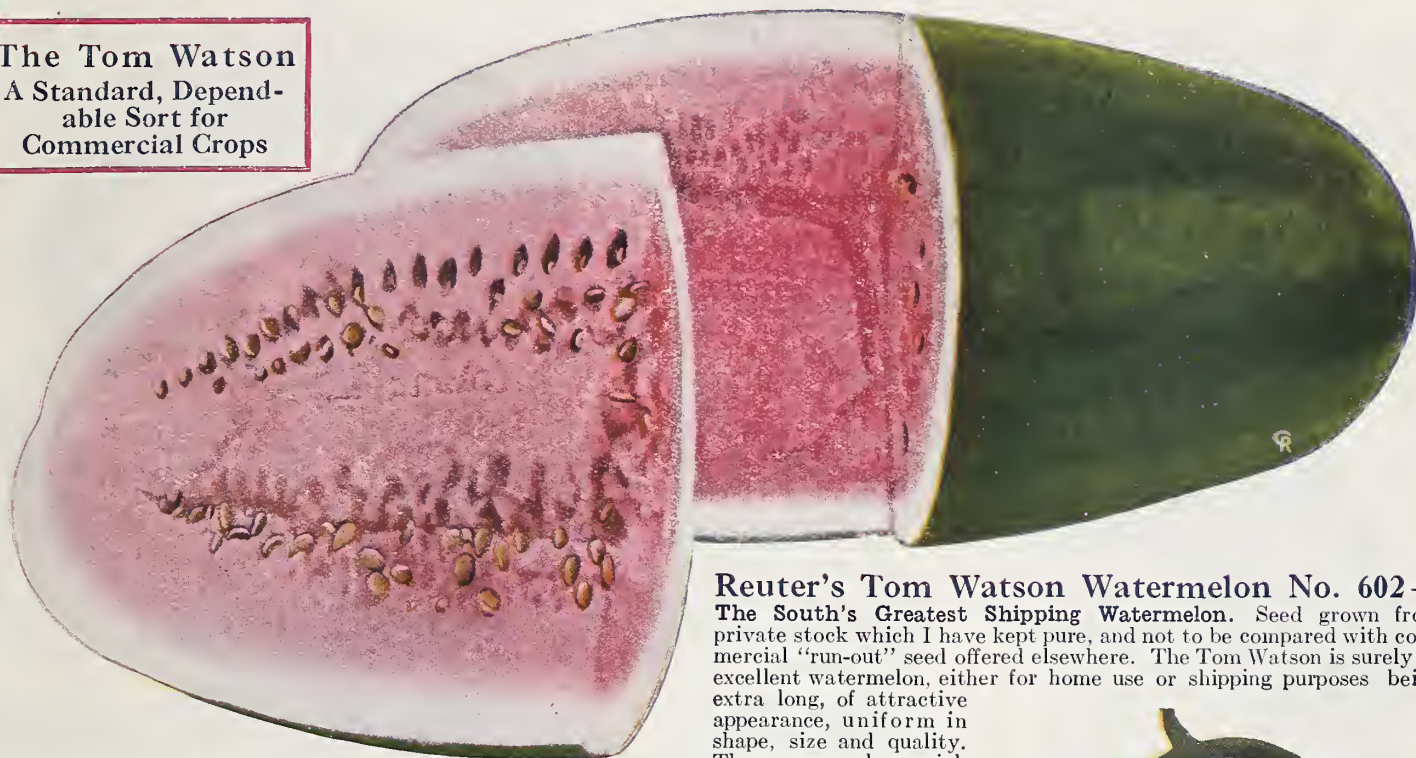 The Tom Watson
A Standard, Depend-
able Sort for
Commercial Crops
Reuter's Tom Watson Watermelon No. 602-
The South's Greatest Shipping Watermelon. Seed grown
private stock which I have kept pure, and not to be compared with
mercial "run-out" seed offered elsewhere. The Tom Watson is surely
excellent watermelon, either for home use or shipping purposes
extra long, of attractive
appearance, uniform in
shape, size and quality.